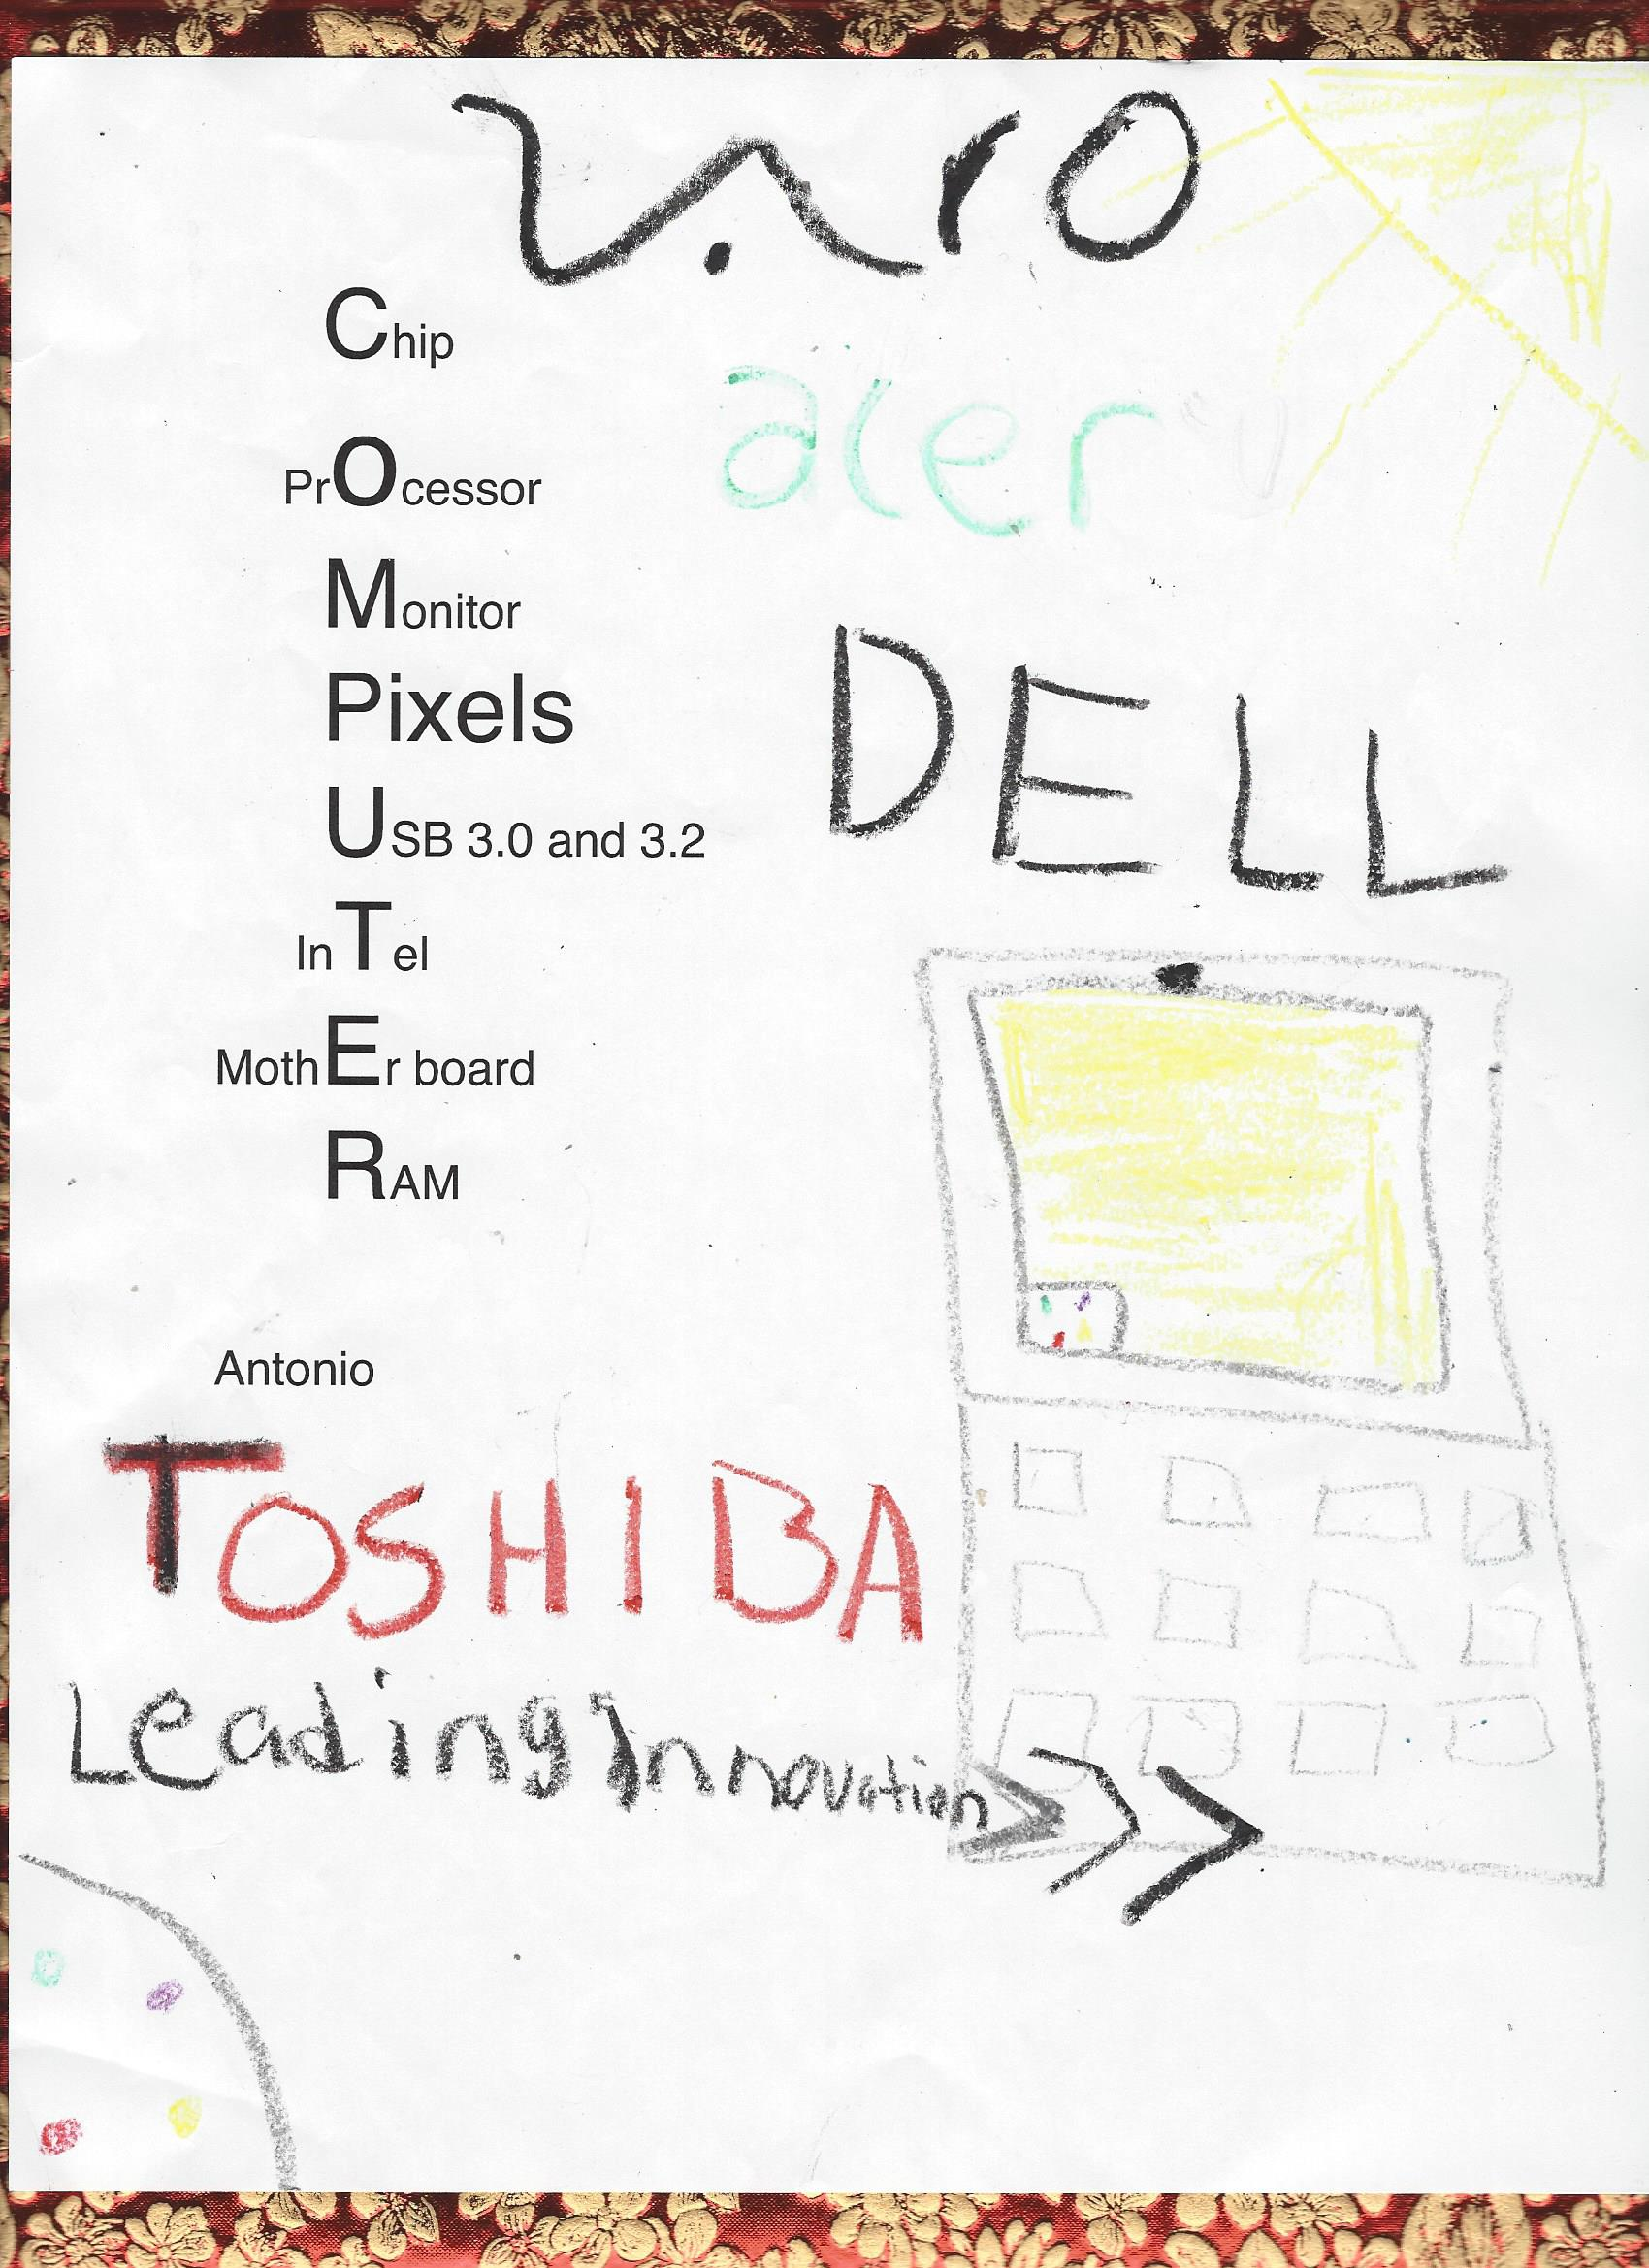 VAIO
Chip
acer
PrOcessor
Monitor
Pixels
DELL
USB 3.0 and 3.2
InTel
MothEr board
RAM
Antonio
TOSHIBA
Leading Innovation >>>